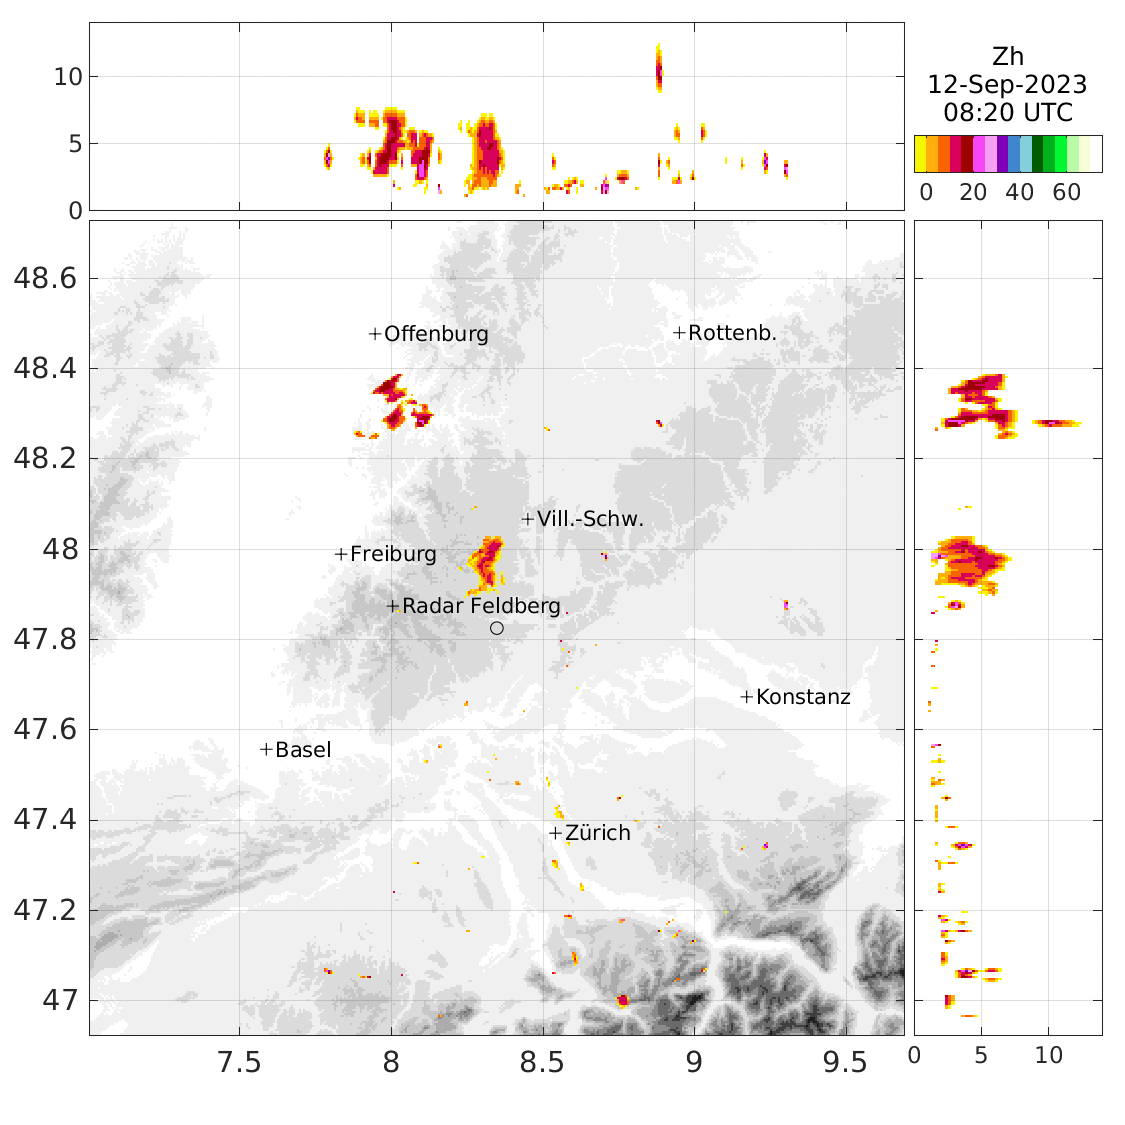 10
5
0
Zh
12-Sep-2023
08:20 UTC
0 20 40 60
48.6
48.4
48.2
48
47.8
47.6
47.4
47.2
47
+Offenburg
+Rottenb.
+Vill.-Schw.
+Freiburg
+Radar Feldberg
+Konstanz
+Basel
+Zürich
7.5 8 8.5 9 9.5
0 5 10